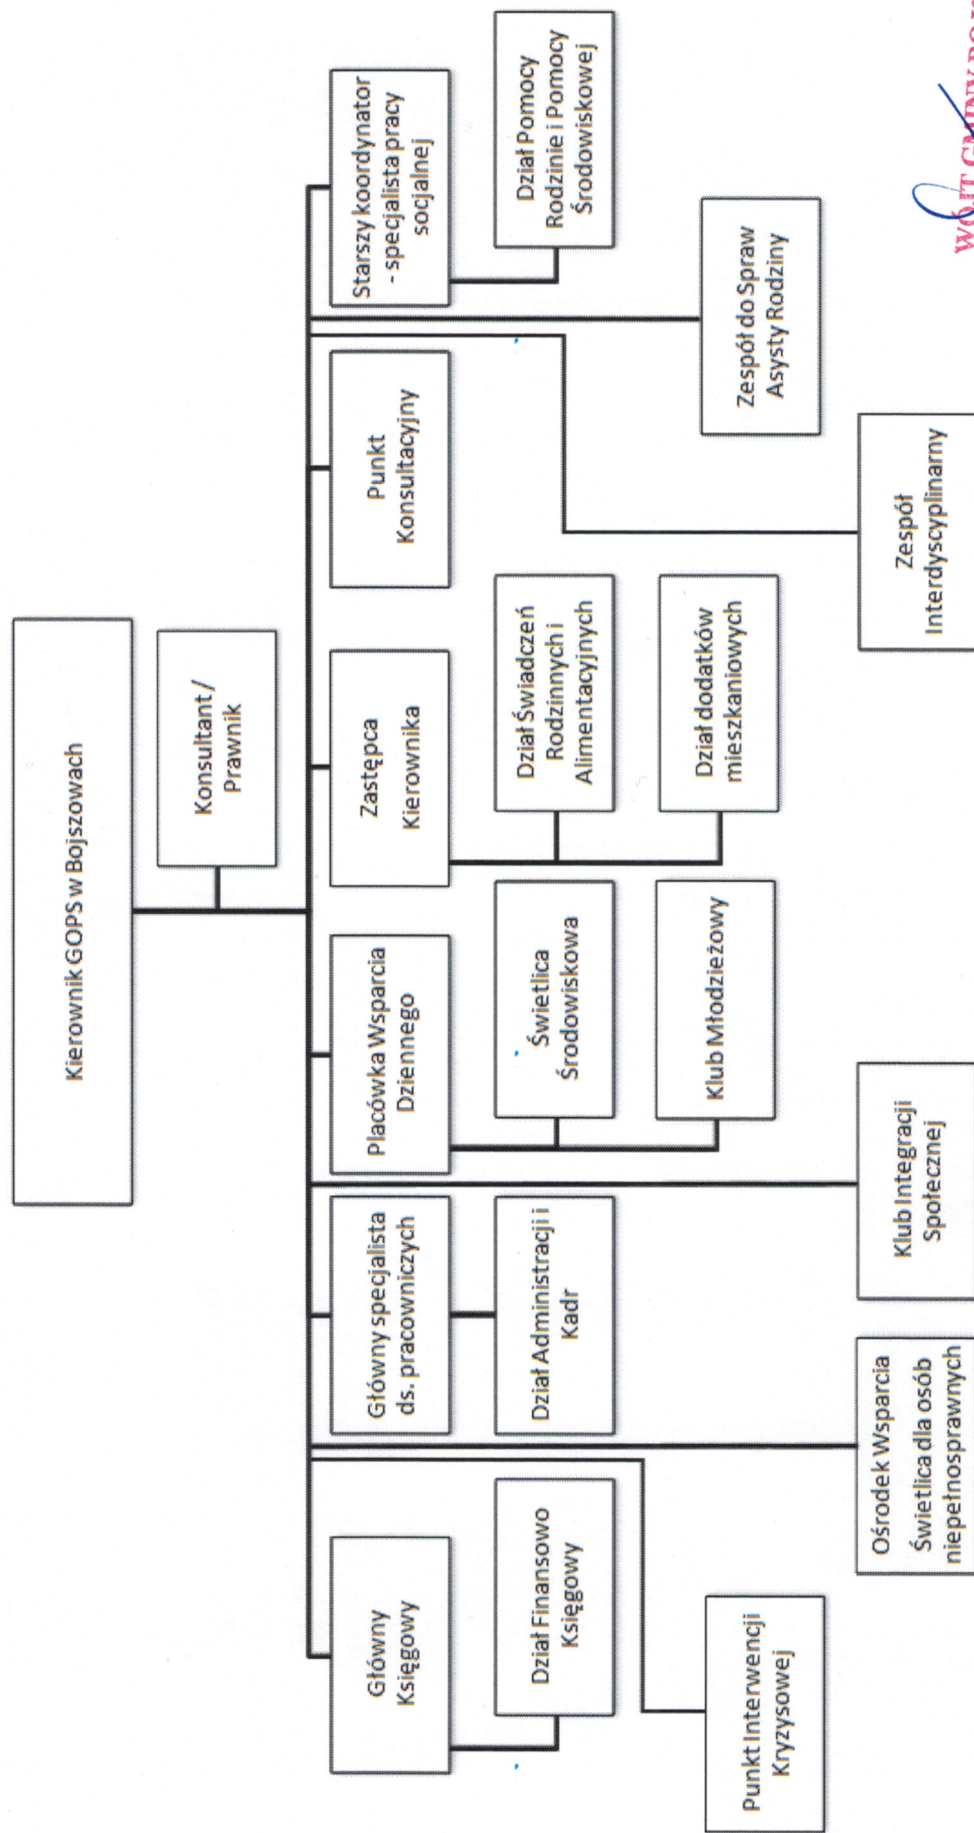 Kierownik GOPS w Bojszowach
Konsultant /
Prawnik
Główny
Księgowy
Główny specjalista
ds. pracowniczych
Placówka Wsparcia
Dziennego
Zastępca
Kierownika
Punkt
Konsultacyjny
Starszy koordynator
- specjalista pracy
socjalnej
Dział Finansowo
Księgowy
Dział Administracji i
Kadr
Świetlica
Środowiskowa
Dział Świadczeń
Rodzinnych i
Alimentacyjnych
Dział Pomocy
Rodzinie i Pomocy
Środowiskowej
Klub Młodzieżowy
Dział dodatków
mieszkaniowych
Punkt Interwencji
Kryzysowej
Zespół do Spraw
Asysty Rodziny
Ośrodek Wsparcia
Świetlica dla osób
niepełnosprawnych
Klub Integracji
Społecznej
Zespół
Interdyscyplinarny
WÓJT GMINY